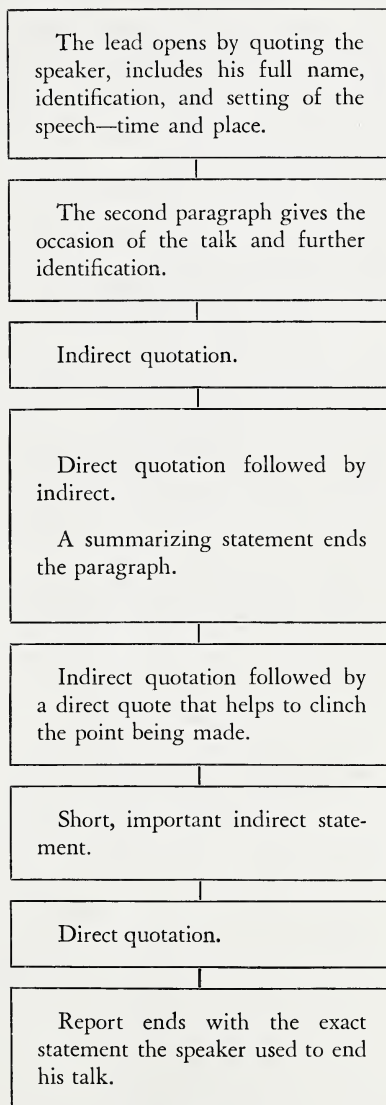 The lead opens by quoting the
speaker, includes his full name,
identification, and setting of the
speech—time and place.
The second paragraph gives the
occasion of the talk and further
identification.
Indirect quotation.
Direct quotation followed by
indirect.
A summarizing statement ends
the paragraph.
Indirect quotation followed by
a direct quote that helps to clinch
the point being made.
Short, important indirect state-
ment.
Direct quotation.
Report ends with the exact
statement the speaker used to end
his talk.